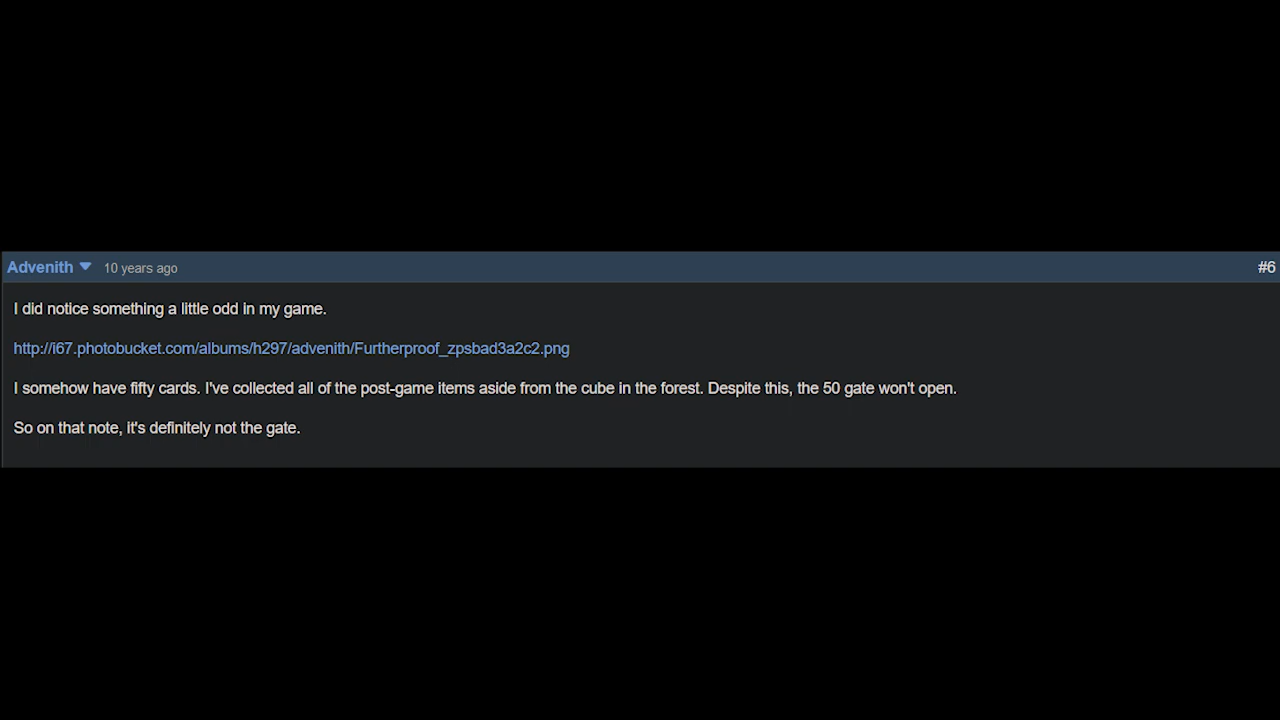 Advenith 10 years ago #6
I did notice something a little odd in my game.
http://i67.photobucket.com/albums/h297/advenith/Furtherproof_zpsbad3a2c2.png
I somehow have fifty cards. I've collected all of the post-game items aside from the cube in the forest. Despite this, the 50 gate won't open.
So on that note, it's definitely not the gate.